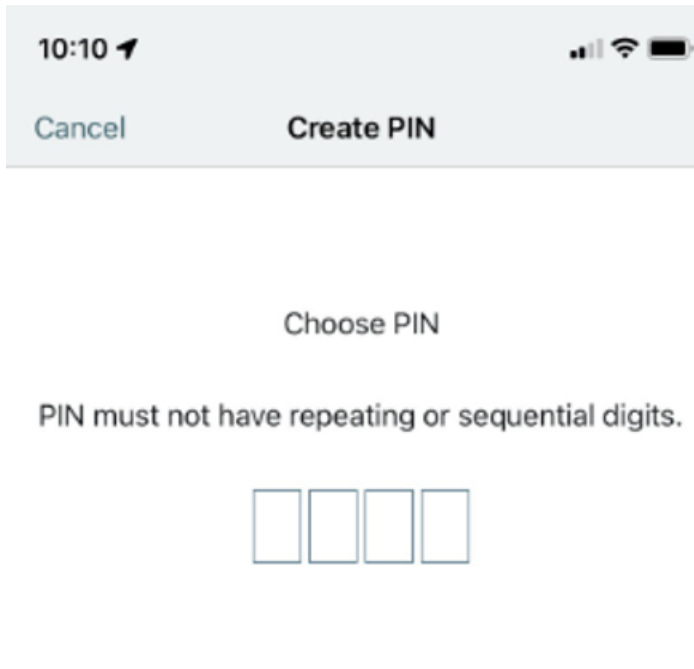 10:10
Cancel Create PIN
Choose PIN
PIN must not have repeating or sequential digits.